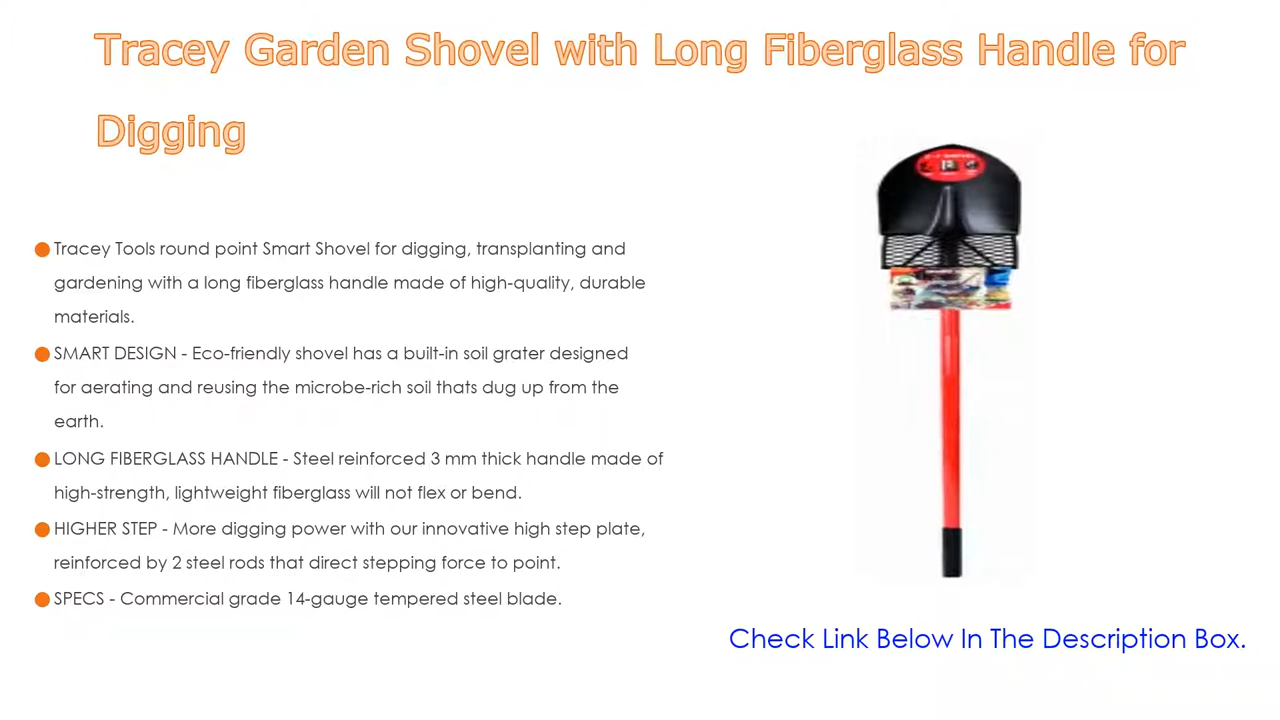 Tracey Garden Shovel with Long Fiberglass Handle for
Digging
Tracey Tools round point Smart Shovel for digging, transplanting and
gardening with a long fiberglass handle made of high-quality, durable
materials.
SMART DESIGN - Eco-friendly shovel has a built-in soil grater designed
for aerating and reusing the microbe-rich soil thats dug up from the
earth.
LONG FIBERGLASS HANDLE - Steel reinforced 3 mm thick handle made of
high-strength, lightweight fiberglass will not flex or bend.
HIGHER STEP - More digging power with our innovative high step plate,
reinforced by 2 steel rods that direct stepping force to point.
SPECS - Commercial grade 14-gauge tempered steel blade.
Check Link Below In The Description Box.